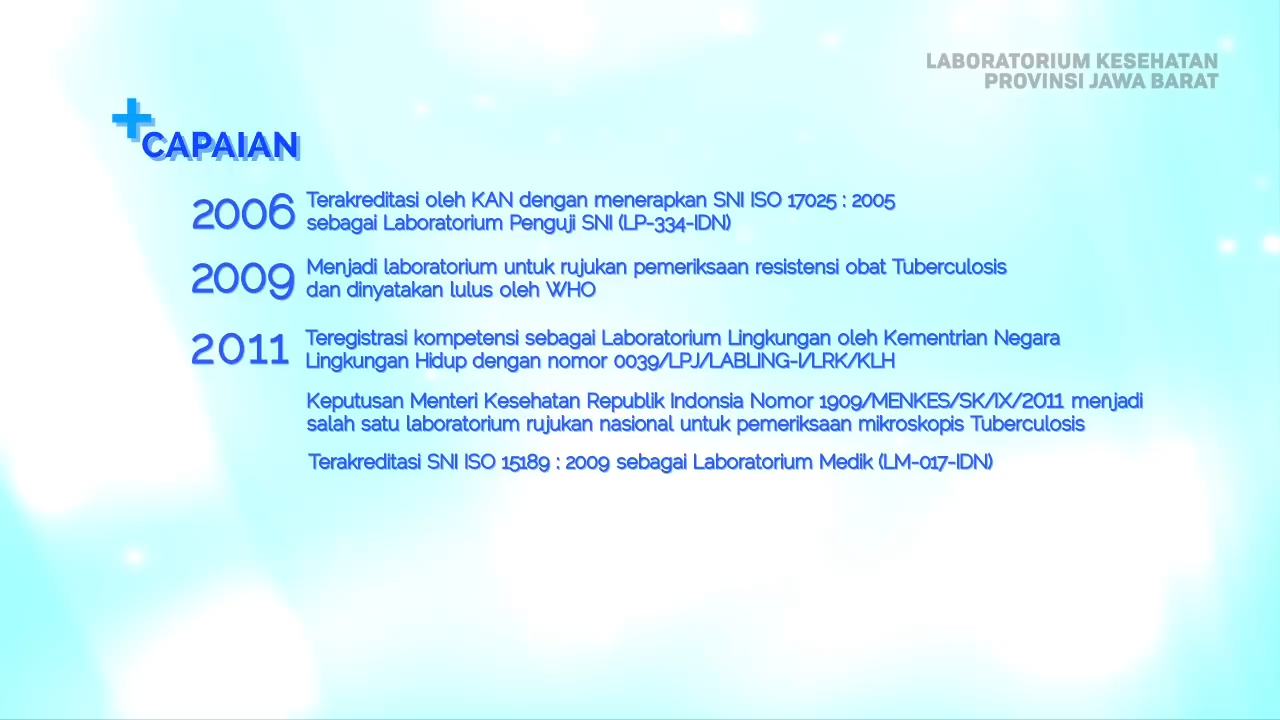 LABORATORIUM KESEHATAN
PROVINSI JAWA BARAT
CAPAIAN
2006 Terakreditasi oleh KAN dengan menerapkan SNI ISO 17025 : 2005
sebagai Laboratorium Penguji SNI (LP-334-IDN)
2009 Menjadi laboratorium untuk rujukan pemeriksaan resistensi obat Tuberculosis
dan dinyatakan lulus oleh WHO
2011 Teregistrasi kompetensi sebagai Laboratorium Lingkungan oleh Kementrian Negara
Lingkungan Hidup dengan nomor 0039/LPJ/LABLING-I/LRK/KLH
Keputusan Menteri Kesehatan Republik Indonsia Nomor 1909/MENKES/SK/IX/2011 menjadi
salah satu laboratorium rujukan nasional untuk pemeriksaan mikroskopis Tuberculosis
Terakreditasi SNI ISO 15189 : 2009 sebagai Laboratorium Medik (LM-017-IDN)